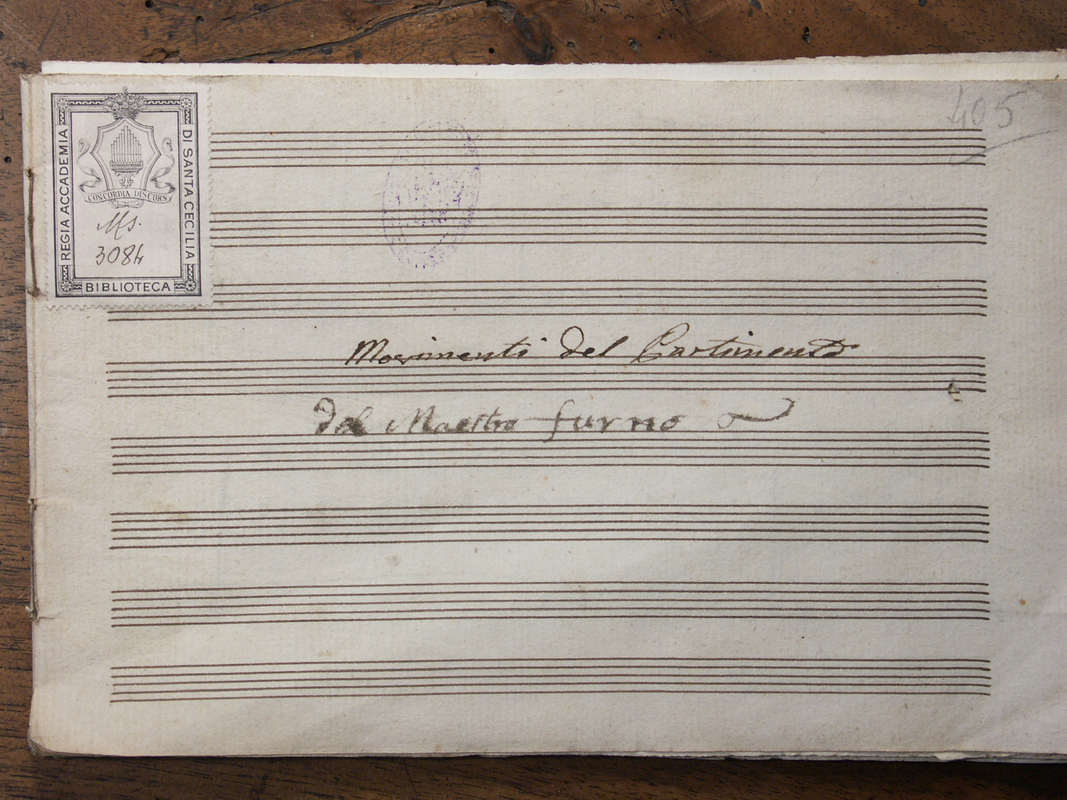 405
REGIA ACCADEMIA
DI SANTA CECILIA
CONCORDIA DISCORS
Ms.
3084
BIBLIOTECA
Movimenti del Partimento
del Maestro furno